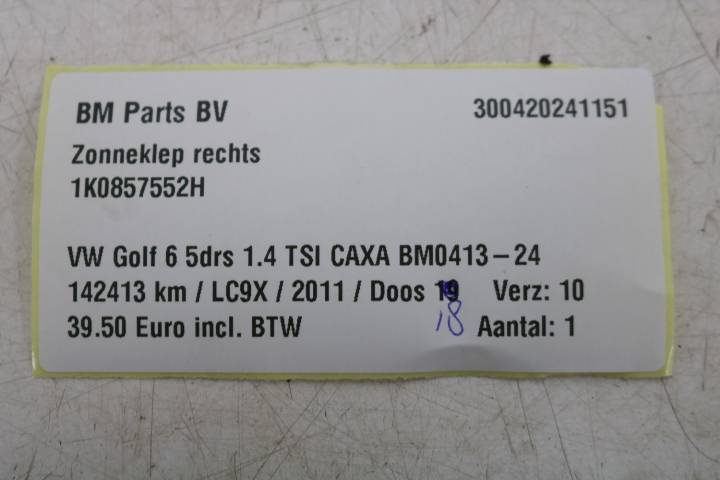 BM Parts BV 300420241151
Zonneklep rechts
1K0857552H
VW Golf 6 5drs 1.4 TSI CAXA BM0413-24
142413 km / LC9X / 2011 / Doos 19 Verz: 10
39.50 Euro incl. BTW 18 Aantal: 1